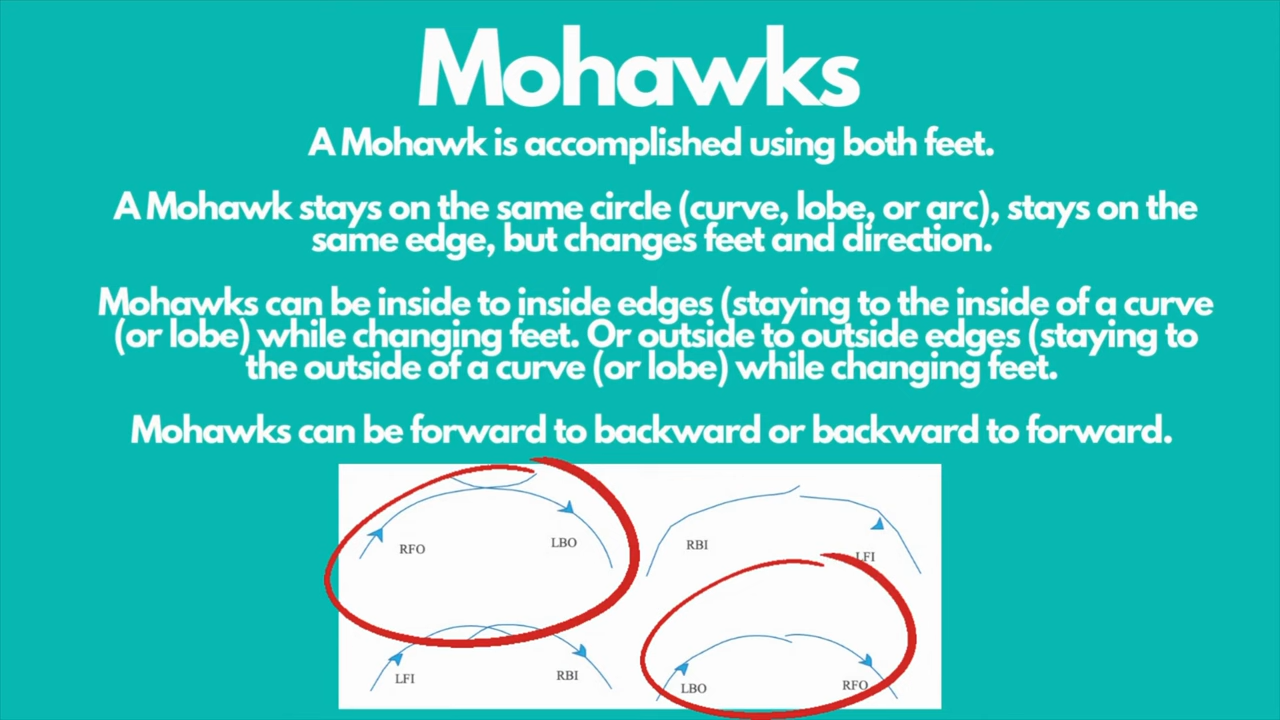 Mohawks
A Mohawk is accomplished using both feet.
A Mohawk stays on the same circle (curve, lobe, or arc), stays on the
same edge, but changes feet and direction.
Mohawks can be inside to inside edges (staying to the inside of a curve
(or lobe) while changing feet. Or outside to outside edges (staying to
the outside of a curve (or lobe) while changing feet.
Mohawks can be forward to backward or backward to forward.
RFO LBO RBI LFI
LFI RBI LBO RFO